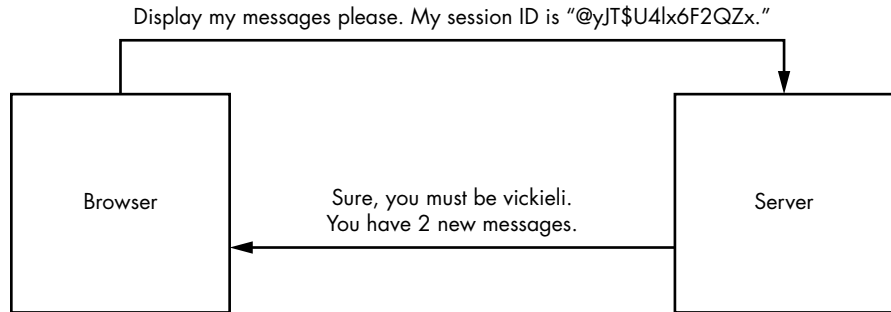 Display my messages please. My session ID is “@yJT$U4lx6F2QZx.”
Browser
Sure, you must be vickieli.
You have 2 new messages.
Server